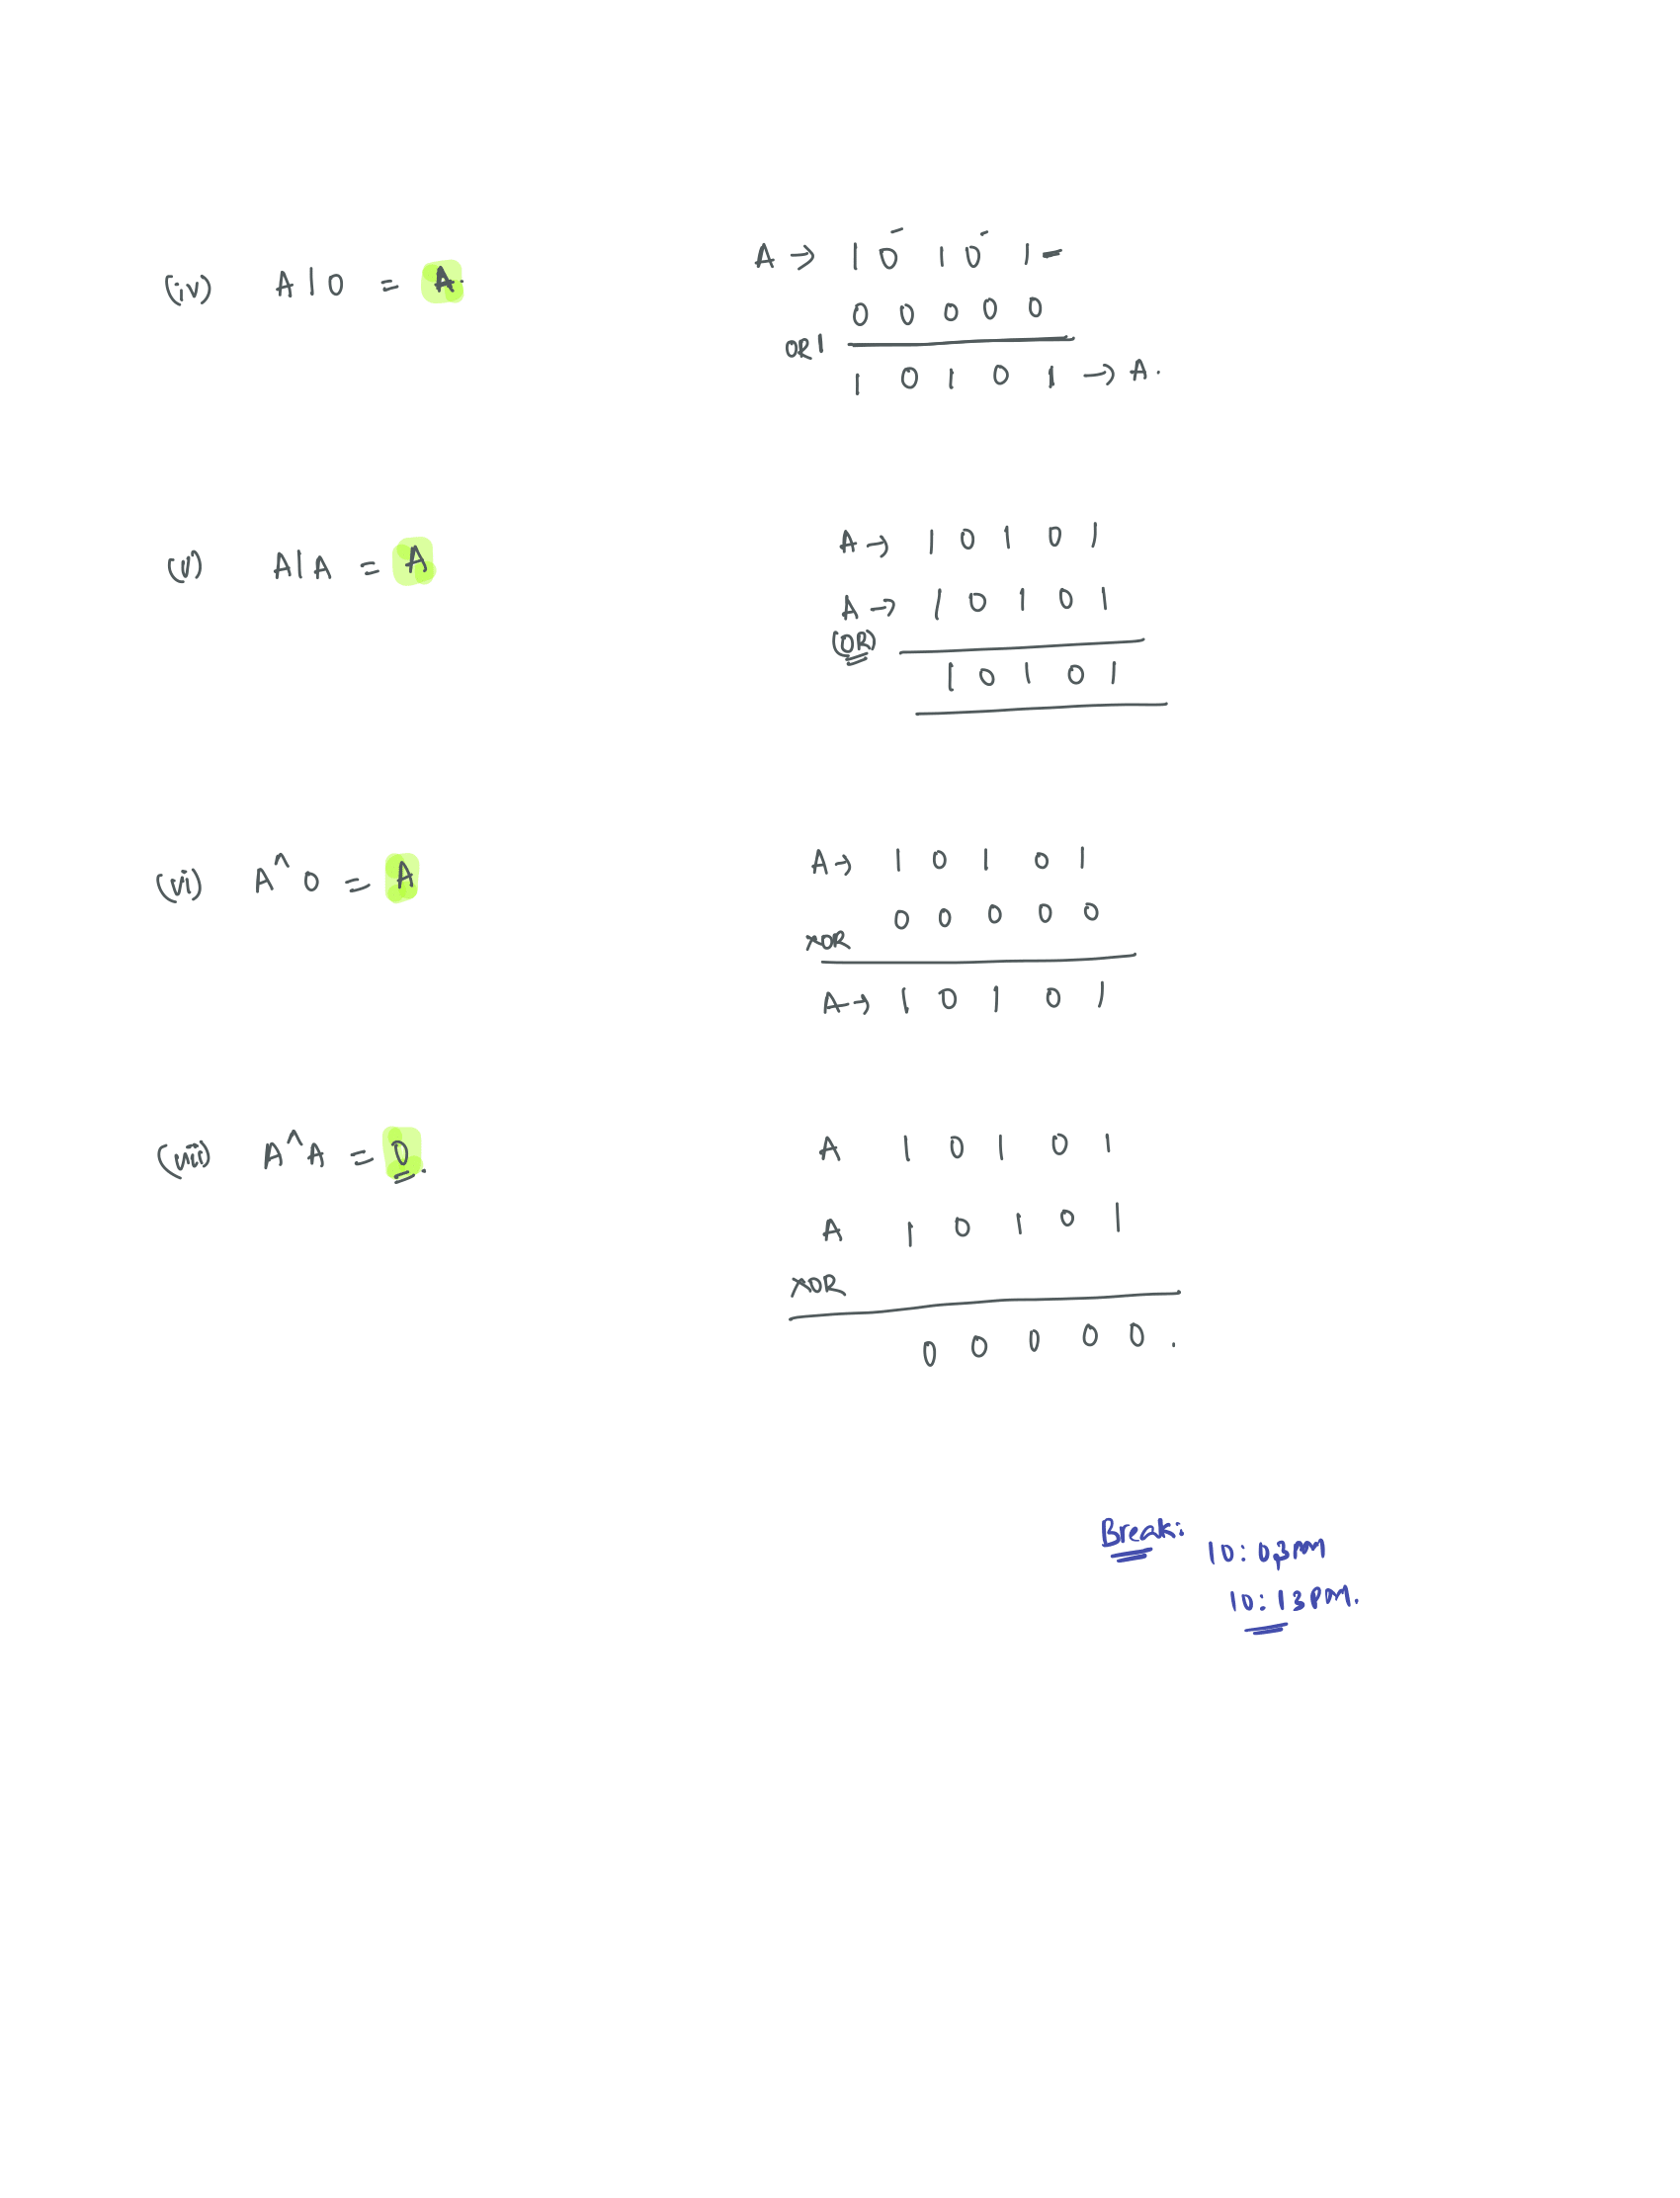 (iv) A | 0 = A.
A → 1 0 1 0 1
0 0 0 0 0
OR |
1 0 1 0 1 → A.
(v) A | A = A
A → 1 0 1 0 1
A → 1 0 1 0 1
(OR)
1 0 1 0 1
(vi) A ^ 0 = A
A → 1 0 1 0 1
0 0 0 0 0
XOR
A → 1 0 1 0 1
(vii) A ^ A = 0.
A 1 0 1 0 1
A 1 0 1 0 1
XOR
0 0 0 0 0 .
Break: 10:03PM
10:13PM.